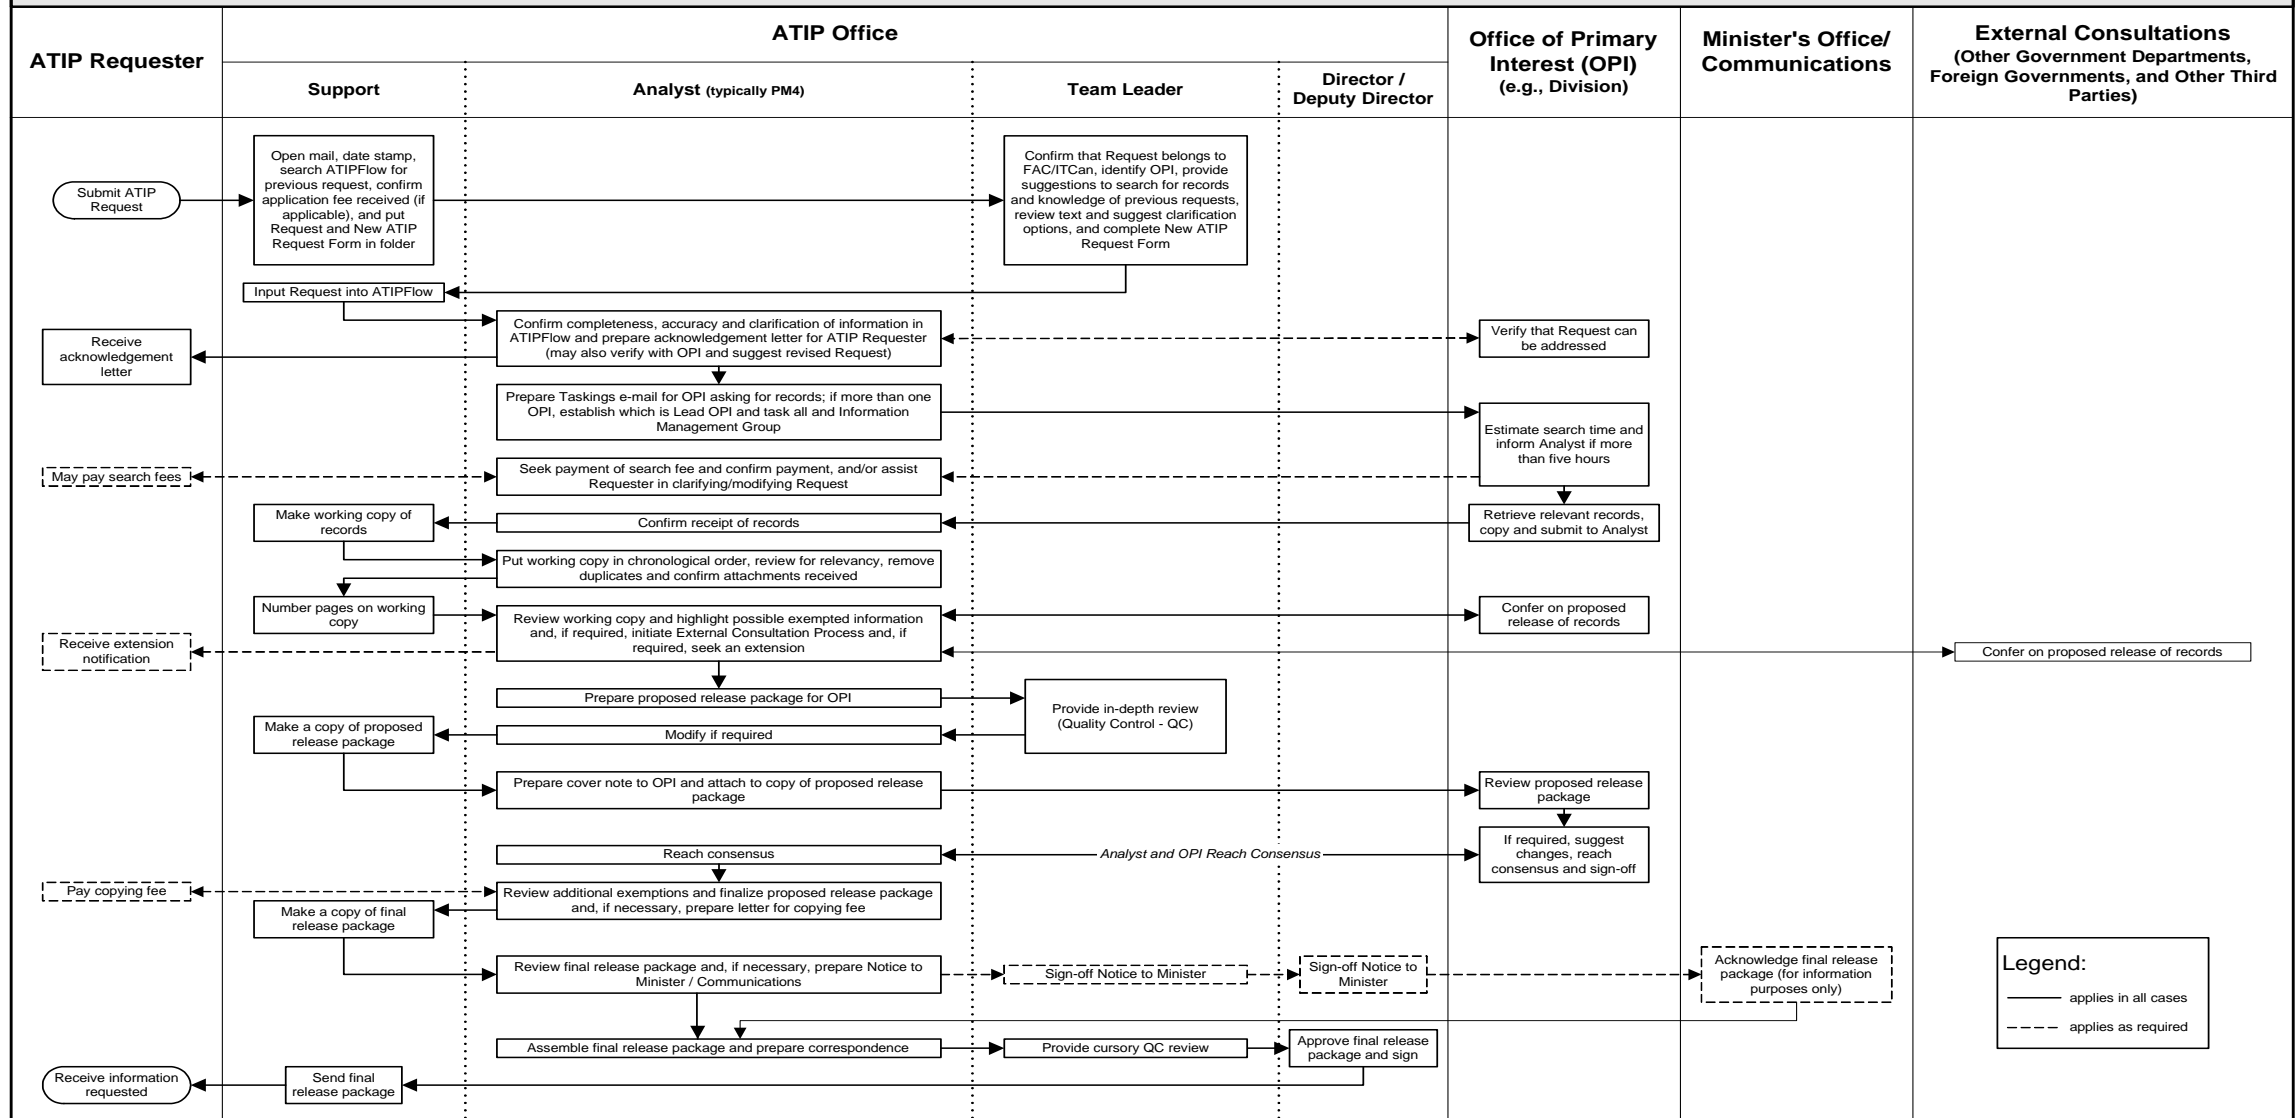 ATIP Requester
ATIP Office
Support
Analyst (typically PM4)
Team Leader
Director /
Deputy Director
Office of Primary
Interest (OPI)
(e.g., Division)
Minister's Office/
Communications
External Consultations
(Other Government Departments,
Foreign Governments, and Other Third
Parties)
Submit ATIP
Request
Open mail, date stamp,
search ATIPFlow for
previous request, confirm
application fee received (if
applicable), and put
Request and New ATIP
Request Form in folder
Confirm that Request belongs to
FAC/ITCan, identify OPI, provide
suggestions to search for records
and knowledge of previous requests,
review text and suggest clarification
options, and complete New ATIP
Request Form
Input Request into ATIPFlow
Receive
acknowledgement
letter
Confirm completeness, accuracy and clarification of information in
ATIPFlow and prepare acknowledgement letter for ATIP Requester
(may also verify with OPI and suggest revised Request)
Verify that Request can
be addressed
Prepare Taskings e-mail for OPI asking for records; if more than one
OPI, establish which is Lead OPI and task all and Information
Management Group
Estimate search time and
inform Analyst if more
than five hours
May pay search fees
Seek payment of search fee and confirm payment, and/or assist
Requester in clarifying/modifying Request
Make working copy of
records
Confirm receipt of records
Retrieve relevant records,
copy and submit to Analyst
Put working copy in chronological order, review for relevancy, remove
duplicates and confirm attachments received
Number pages on working
copy
Review working copy and highlight possible exempted information
and, if required, initiate External Consultation Process and, if
required, seek an extension
Confer on proposed
release of records
Receive extension
notification
Confer on proposed release of records
Prepare proposed release package for OPI
Provide in-depth review
(Quality Control - QC)
Make a copy of proposed
release package
Modify if required
Prepare cover note to OPI and attach to copy of proposed release
package
Review proposed release
package
Reach consensus
Analyst and OPI Reach Consensus
If required, suggest
changes, reach
consensus and sign-off
Pay copying fee
Review additional exemptions and finalize proposed release package
and, if necessary, prepare letter for copying fee
Make a copy of final
release package
Review final release package and, if necessary, prepare Notice to
Minister / Communications
Sign-off Notice to Minister
Sign-off Notice to
Minister
Acknowledge final release
package (for information
purposes only)
Legend:
applies in all cases
applies as required
Assemble final release package and prepare correspondence
Provide cursory QC review
Approve final release
package and sign
Receive information
requested
Send final
release package